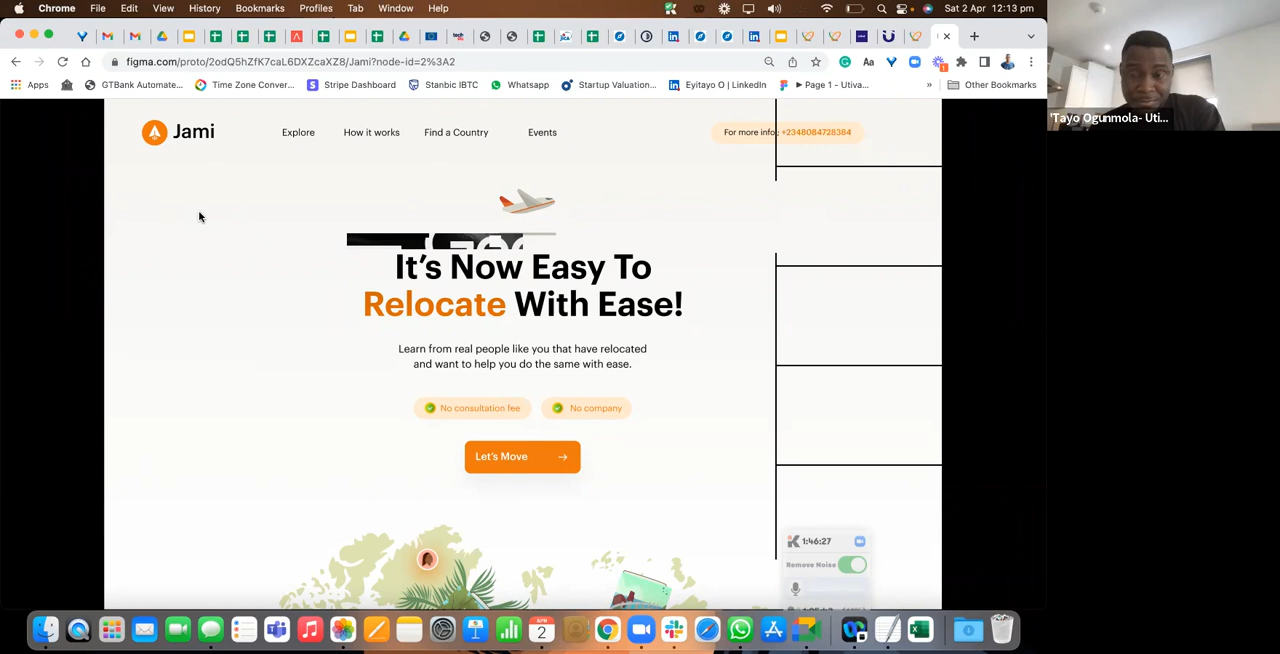 Chrome File Edit View History Bookmarks Profiles Tab Window Help
Sat 2 Apr 12:13 pm
figma.com/proto/2odQ5hZfK7caL6DXZcaXZ8/Jami?node-id=2%3A2
Apps
GTBank Automate...
Time Zone Conver...
Stripe Dashboard
Stanbic IBTC
Whatsapp
Startup Valuation...
Eyitayo O | LinkedIn
Page 1 - Utiva...
»
Other Bookmarks
'Tayo Ogunmola- Uti...
Jami
Explore
How it works
Find a Country
Events
For more info: +2348084728384
It's Now Easy To
Relocate With Ease!
Learn from real people like you that have relocated
and want to help you do the same with ease.
No consultation fee
No company
Let's Move
1:46:27
Remove Noise
APR
2